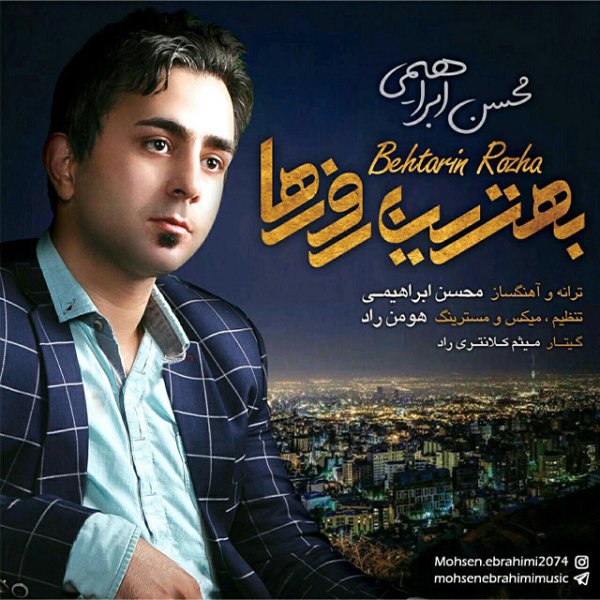 محسن ابراهیمی
Behtarin Rozha
بهترین روزها
ترانه و آهنگساز محسن ابراهیمی
تنظیم ، میکس و مسترینگ هومن راد
گیتار میثم کلانتری راد
Mohsen.ebrahimi2074
mohsenebrahimimusic